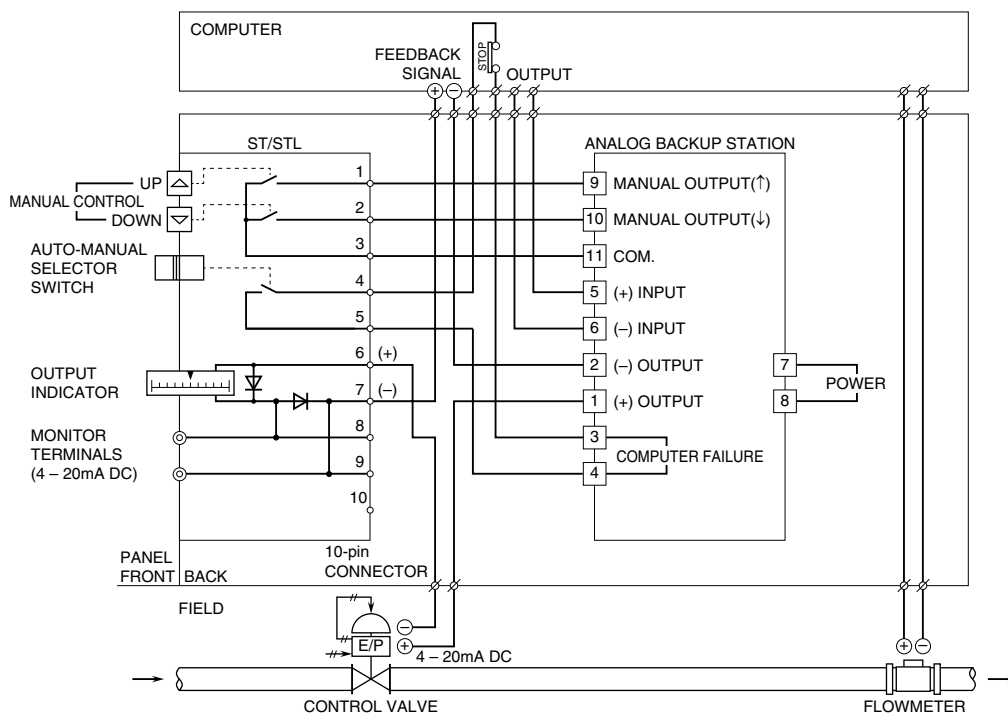 COMPUTER
FEEDBACK
SIGNAL
STOP
OUTPUT
+
−
ST/STL
ANALOG BACKUP STATION
UP
MANUAL CONTROL
DOWN
AUTO-MANUAL
SELECTOR
SWITCH
OUTPUT
INDICATOR
MONITOR
TERMINALS
(4 – 20mA DC)
1
2
3
4
5
6 (+)
7 (–)
8
9
10
10-pin
CONNECTOR
9 MANUAL OUTPUT(↑)
10 MANUAL OUTPUT(↓)
11 COM.
5 (+) INPUT
6 (–) INPUT
2 (–) OUTPUT
1 (+) OUTPUT
3
COMPUTER FAILURE
4
7
POWER
8
PANEL
FRONT BACK
FIELD
E/P
−
+
4 – 20mA DC
CONTROL VALVE
+ −
FLOWMETER